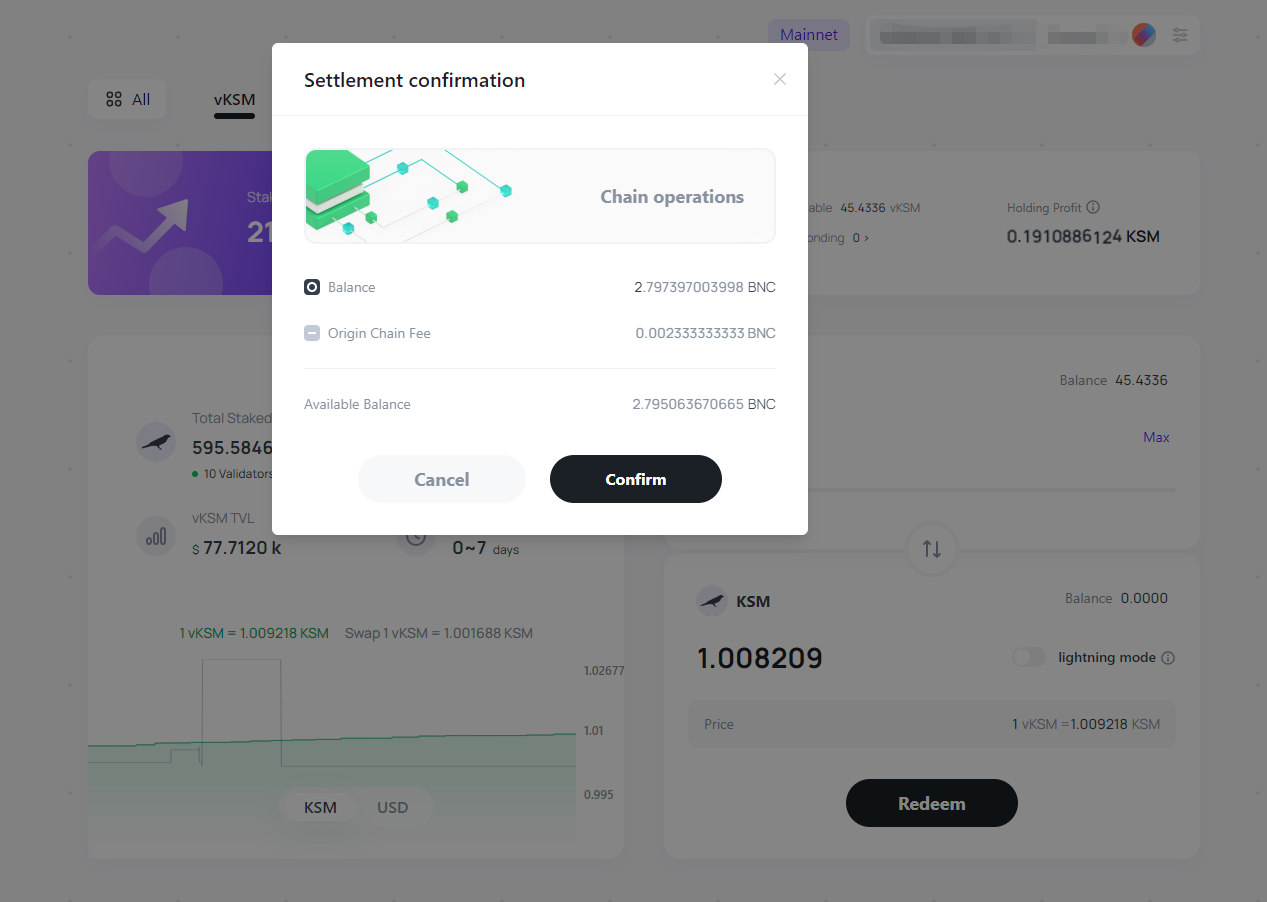 Mainnet
Settlement confirmation
All
vKSM
Chain operations
45.4336 vKSM
Holding Profit
0 >
0.1910886124 KSM
21
Balance 2.797397003998 BNC
Origin Chain Fee 0.002333333333 BNC
Available Balance 2.795063670665 BNC
Cancel
Confirm
Balance 45.4336
Max
Total Staked
595.5846
10 Validators
vKSM TVL
$ 77.7120 k
0~7 days
KSM
Balance 0.0000
1 vKSM = 1.009218 KSM
Swap 1 vKSM = 1.001688 KSM
1.008209
lightning mode
1.02677
1.01
0.995
Price
1 vKSM =1.009218 KSM
KSM
USD
Redeem